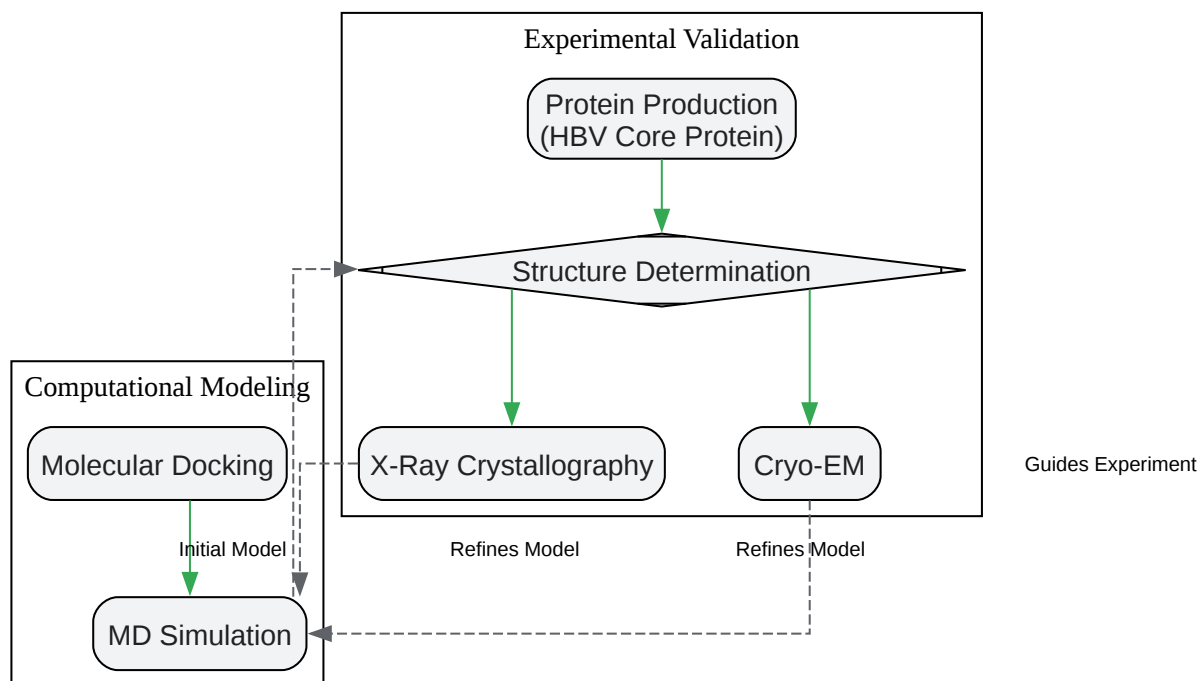 Experimental Validation
Protein Production
(HBV Core Protein)
Structure Determination
Computational Modeling
Molecular Docking
X-Ray Crystallography
Cryo-EM
Guides Experiment
Initial Model
Refines Model
Refines Model
MD Simulation